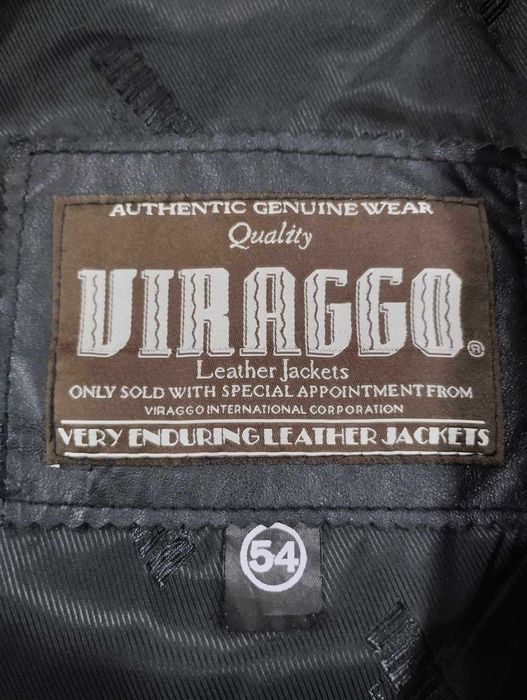 AUTHENTIC GENUINE WEAR
Quality
VIRAGGO®
Leather Jackets
ONLY SOLD WITH SPECIAL APPOINTMENT FROM
VIRAGGO INTERNATIONAL CORPORATION
VERY ENDURING LEATHER JACKETS
54